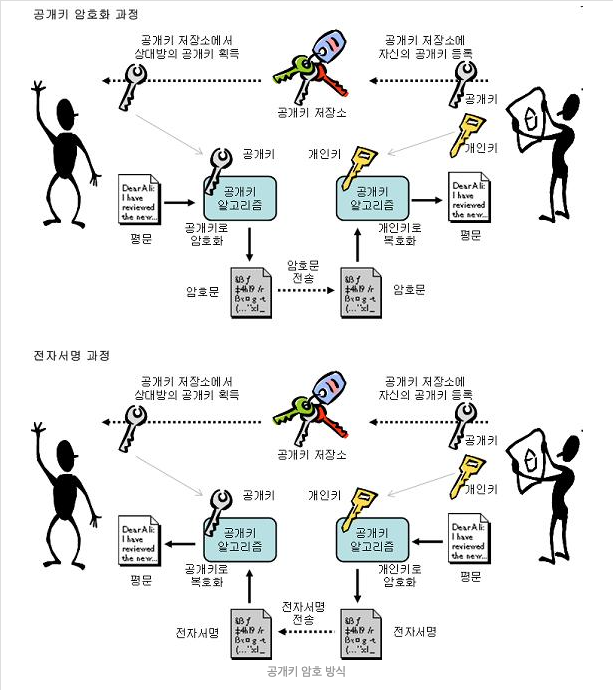 공개키 암호화 과정
공개키 저장소에서
상대방의 공개키 획득
공개키 저장소에
자신의 공개키 등록
공개키 저장소
공개키
개인키
공개키
개인키
DearAli:
I have
reviewed
the new...
공개키
알고리즘
공개키
알고리즘
DearAli:
I have
reviewed
the new...
평문
공개키로
암호화
개인키로
복호화
평문
암호문
암호문
전송
암호문
전자서명 과정
공개키 저장소에서
상대방의 공개키 획득
공개키 저장소에
자신의 공개키 등록
공개키 저장소
공개키
개인키
공개키
개인키
DearAli:
I have
reviewed
the new...
공개키
알고리즘
공개키
알고리즘
DearAli:
I have
reviewed
the new...
평문
공개키로
복호화
개인키로
암호화
평문
전자서명
전자서명
전송
전자서명
공개키 암호 방식